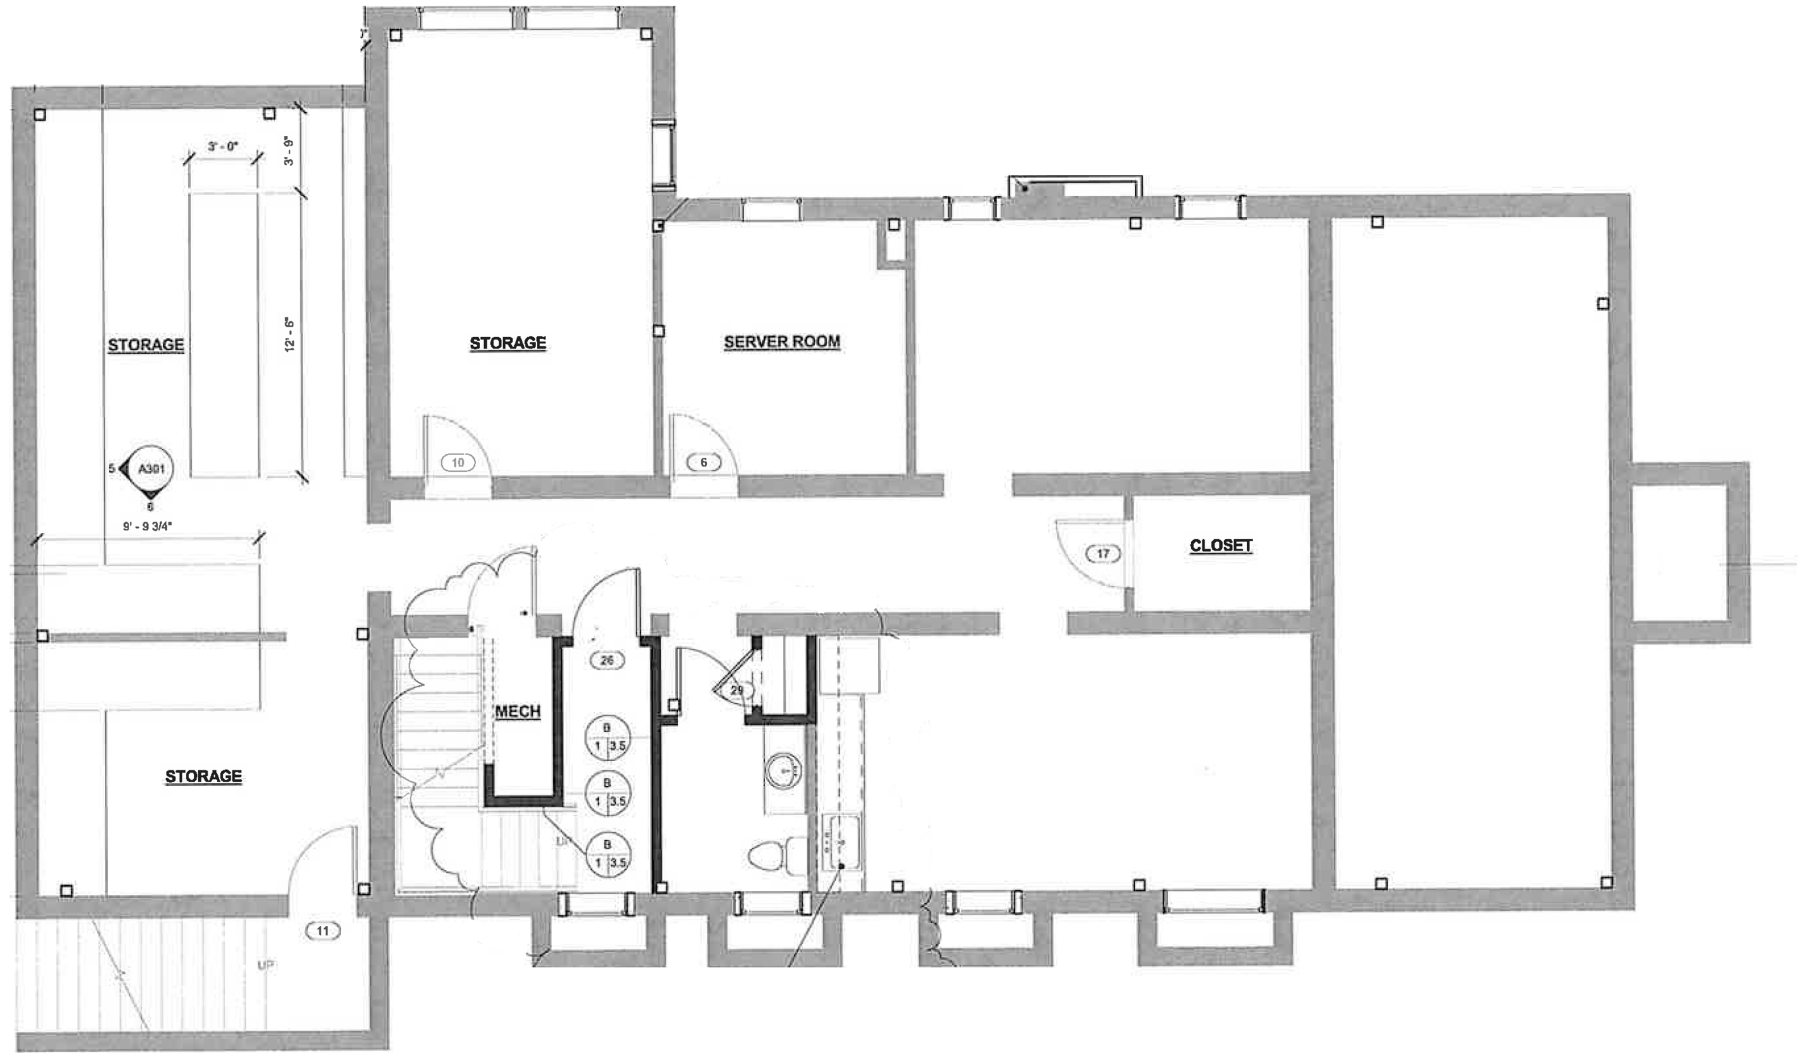 3' - 0"
3' - 9"
12' - 6"
STORAGE
STORAGE
SERVER ROOM
10
6
5
A301
6
9' - 9 3/4"
17
CLOSET
26
29
MECH
B
1 3.5
B
1 3.5
STORAGE
B
1 3.5
UP
11
UP